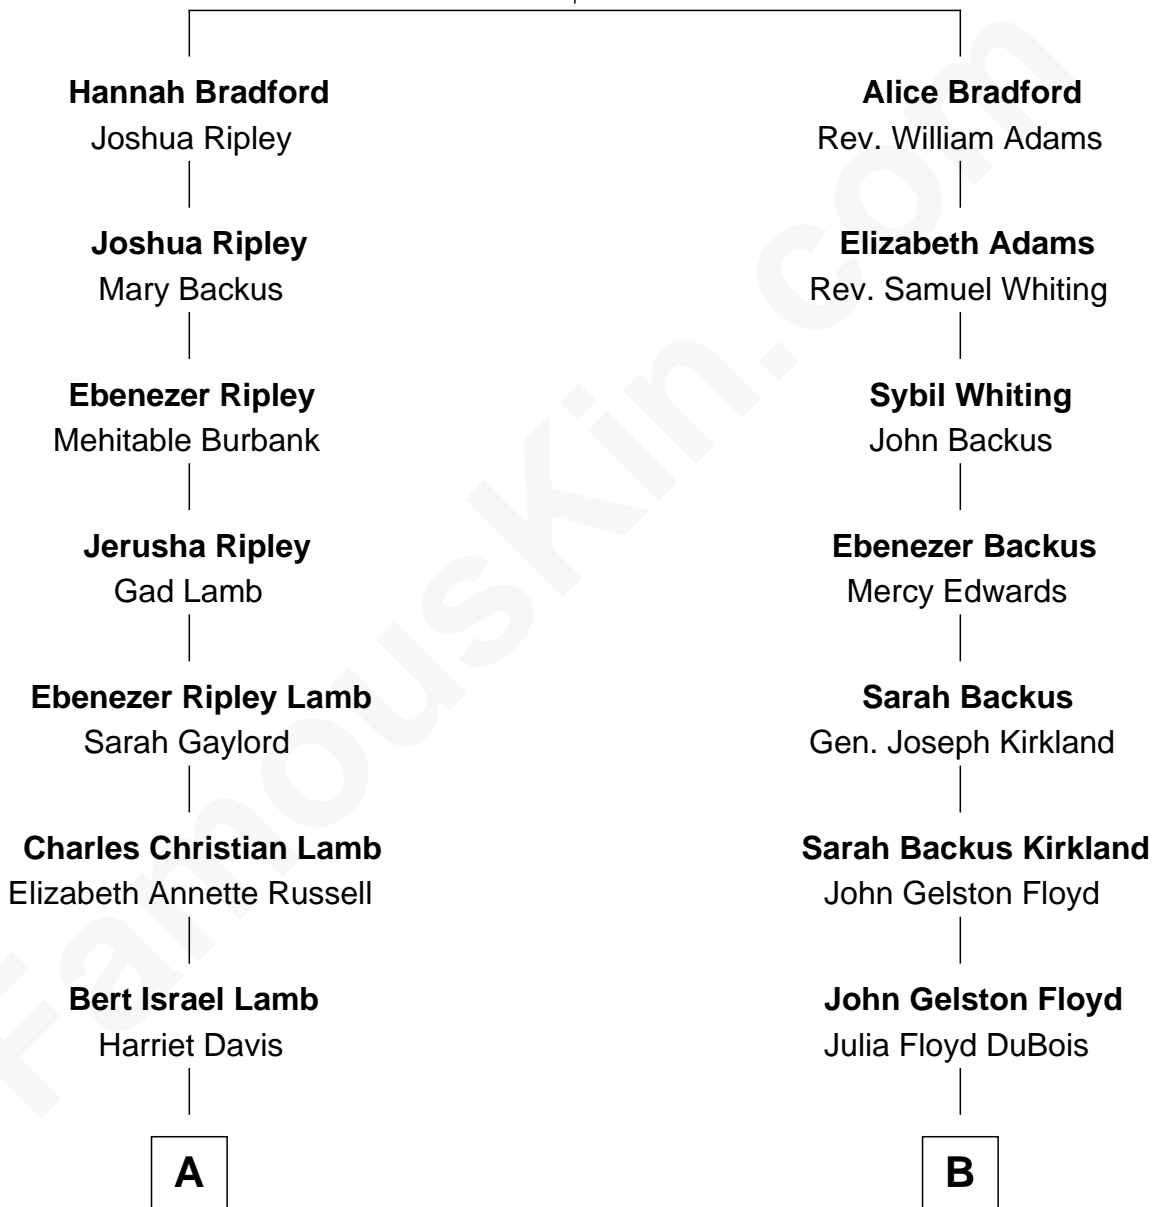 Hannah Bradford
Joshua Ripley
Joshua Ripley
Mary Backus
Ebenezer Ripley
Mehitable Burbank
Jerusha Ripley
Gad Lamb
Ebenezer Ripley Lamb
Sarah Gaylord
Charles Christian Lamb
Elizabeth Annette Russell
Bert Israel Lamb
Harriet Davis
A
Alice Bradford
Rev. William Adams
Elizabeth Adams
Rev. Samuel Whiting
Sybil Whiting
John Backus
Ebenezer Backus
Mercy Edwards
Sarah Backus
Gen. Joseph Kirkland
Sarah Backus Kirkland
John Gelston Floyd
John Gelston Floyd
Julia Floyd DuBois
B
FamousKin.com